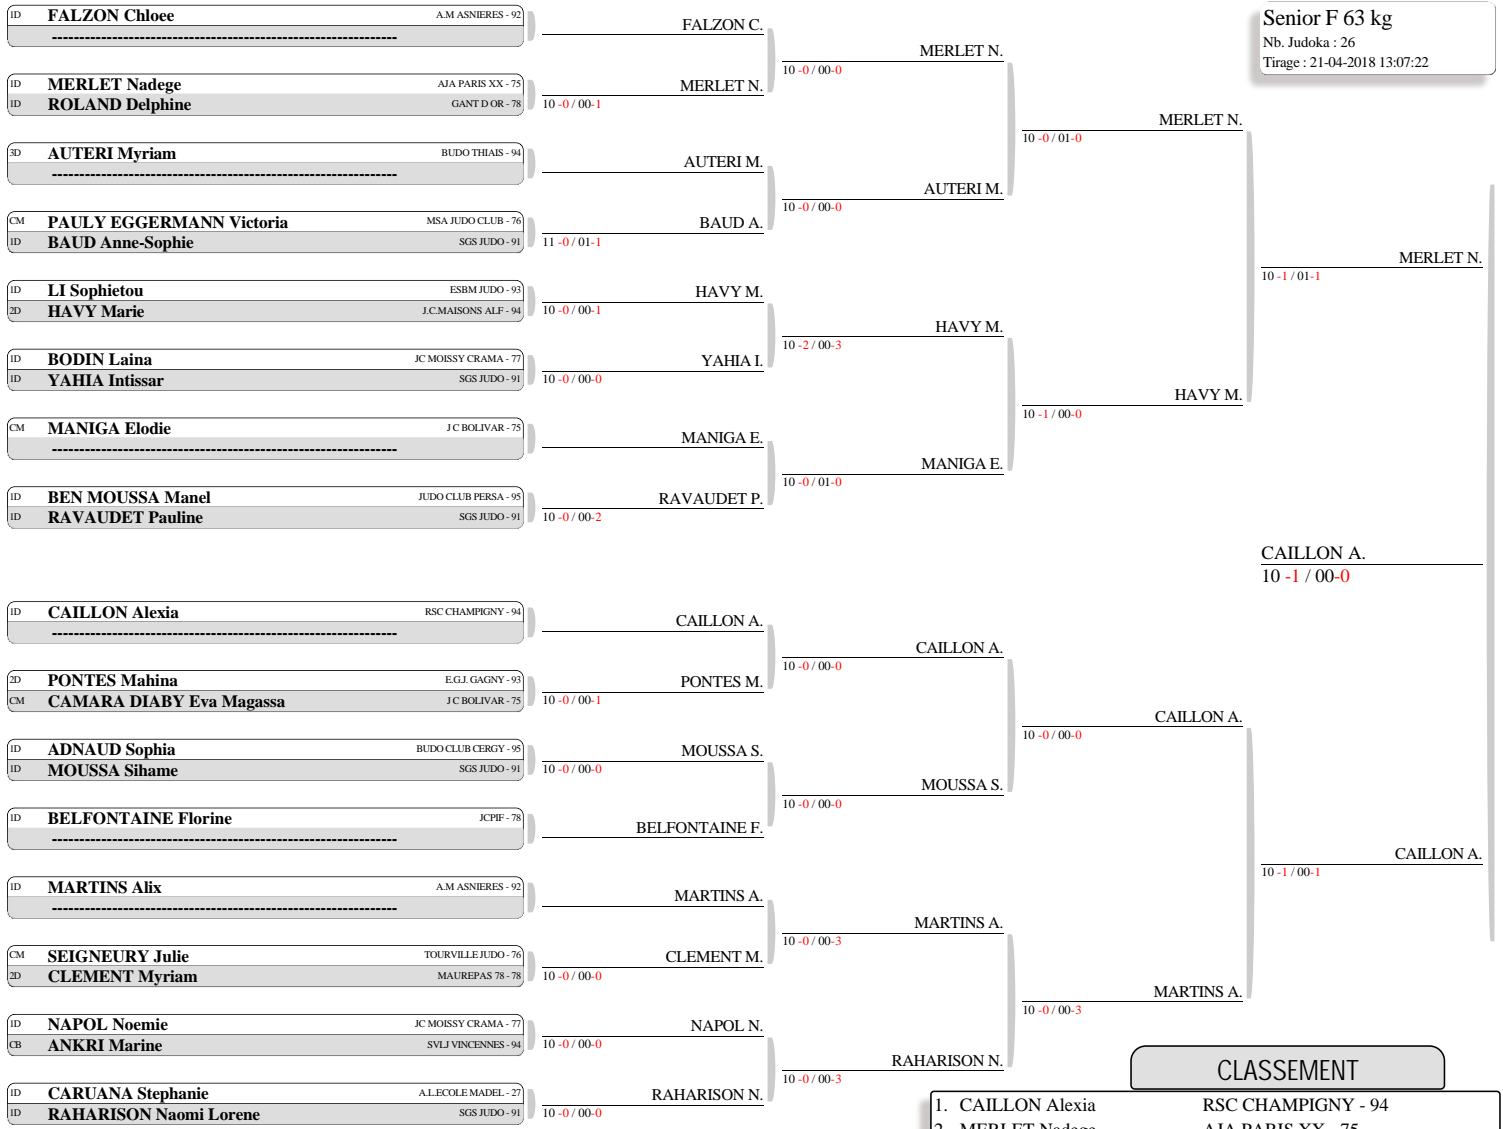 Senior F 63 kg
Nb. Judoka : 26
Tirage : 21-04-2018 13:07:22
1D FALZON Chloee A.M ASNIERES - 92
----------------------------------------------------------------
1D MERLET Nadege AJA PARIS XX - 75
1D ROLAND Delphine GANT D OR - 78
3D AUTERI Myriam BUDO THIAIS - 94
----------------------------------------------------------------
CM PAULY EGGERMANN Victoria MSA JUDO CLUB - 76
1D BAUD Anne-Sophie SGS JUDO - 91
1D LI Sophietou ESBM JUDO - 93
2D HAVY Marie J.C.MAISONS ALF - 94
1D BODIN Laina JC MOISSY CRAMA - 77
1D YAHIA Intissar SGS JUDO - 91
CM MANIGA Elodie J C BOLIVAR - 75
----------------------------------------------------------------
1D BEN MOUSSA Manel JUDO CLUB PERSA - 95
1D RAVAUDET Pauline SGS JUDO - 91
1D CAILLON Alexia RSC CHAMPIGNY - 94
----------------------------------------------------------------
2D PONTES Mahina E.G.J. GAGNY - 93
CM CAMARA DIABY Eva Magassa J C BOLIVAR - 75
1D ADNAUD Sophia BUDO CLUB CERGY - 95
1D MOUSSA Sihame SGS JUDO - 91
1D BELFONTAINE Florine JCPIF - 78
----------------------------------------------------------------
1D MARTINS Alix A.M ASNIERES - 92
----------------------------------------------------------------
CM SEIGNEURY Julie TOURVILLE JUDO - 76
2D CLEMENT Myriam MAUREPAS 78 - 78
1D NAPOL Noemie JC MOISSY CRAMA - 77
CB ANKRI Marine SVLJ VINCENNES - 94
1D CARUANA Stephanie A.L.ECOLE MADEL - 27
1D RAHARISON Naomi Lorene SGS JUDO - 91
FALZON C.
MERLET N.
10 -0 / 00-1
AUTERI M.
BAUD A.
11 -0 / 01-1
HAVY M.
10 -0 / 00-1
YAHIA I.
10 -0 / 00-0
MANIGA E.
RAVAUDET P.
10 -0 / 00-2
CAILLON A.
PONTES M.
10 -0 / 00-1
MOUSSA S.
10 -0 / 00-0
BELFONTAINE F.
MARTINS A.
CLEMENT M.
10 -0 / 00-0
NAPOL N.
10 -0 / 00-0
RAHARISON N.
10 -0 / 00-0
MERLET N.
10 -0 / 00-0
AUTERI M.
10 -0 / 00-0
HAVY M.
10 -2 / 00-3
MANIGA E.
10 -0 / 01-0
CAILLON A.
10 -0 / 00-0
MOUSSA S.
10 -0 / 00-0
MARTINS A.
10 -0 / 00-3
RAHARISON N.
10 -0 / 00-3
MERLET N.
10 -0 / 01-0
HAVY M.
10 -1 / 00-0
CAILLON A.
10 -0 / 00-0
MARTINS A.
10 -0 / 00-3
MERLET N.
10 -1 / 01-1
CAILLON A.
10 -1 / 00-1
CAILLON A.
10 -1 / 00-0
CLASSEMENT
1. CAILLON Alexia RSC CHAMPIGNY - 94
2. MERLET Nadege AJA PARIS XX - 75